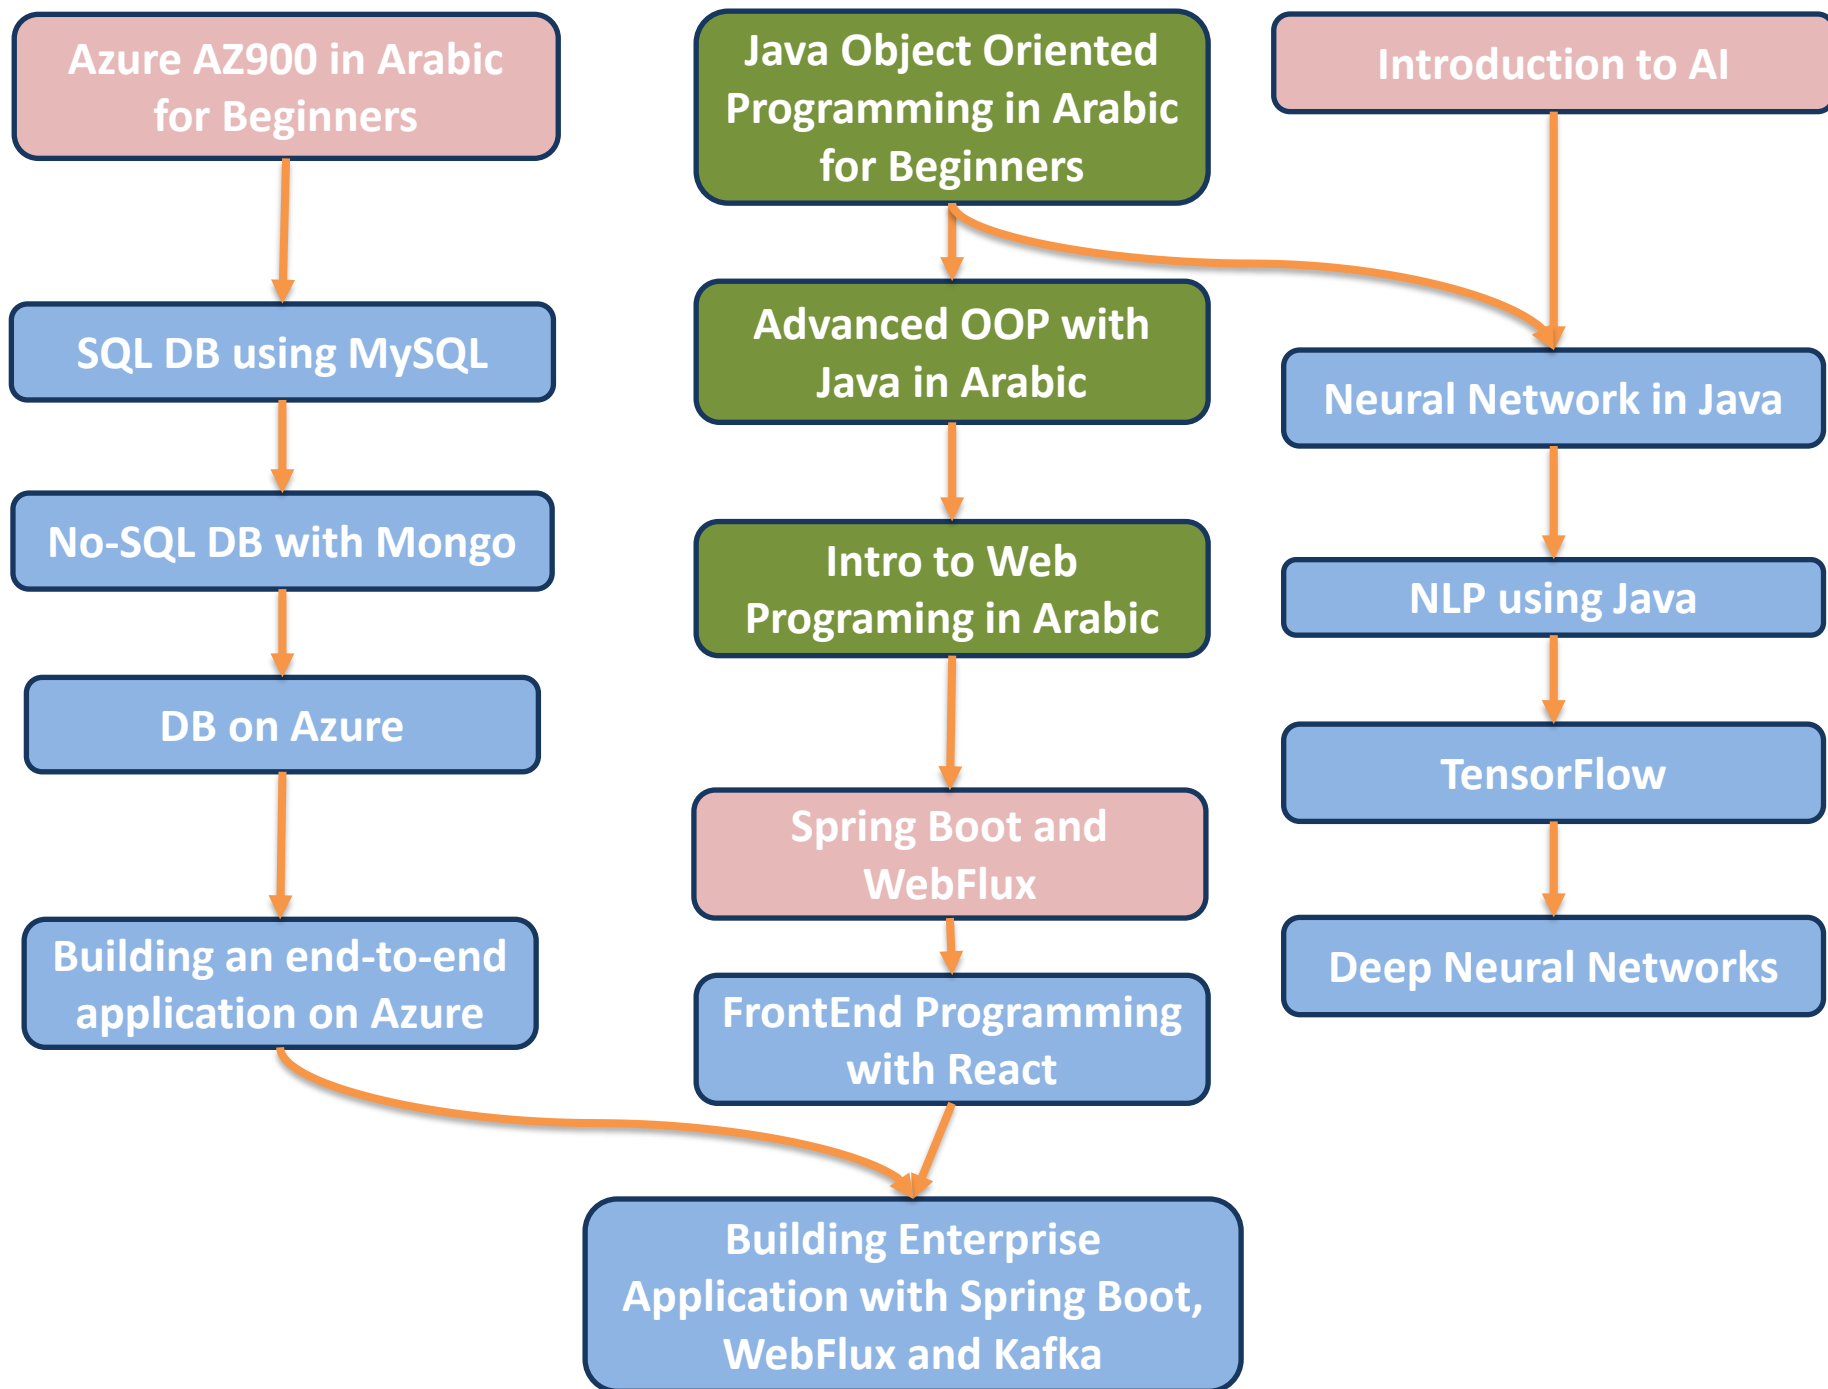 Azure AZ900 in Arabic
for Beginners
SQL DB using MySQL
No-SQL DB with Mongo
DB on Azure
Building an end-to-end
application on Azure
Java Object Oriented
Programming in Arabic
for Beginners
Advanced OOP with
Java in Arabic
Intro to Web
Programing in Arabic
Spring Boot and
WebFlux
FrontEnd Programming
with React
Building Enterprise
Application with Spring Boot,
WebFlux and Kafka
Introduction to AI
Neural Network in Java
NLP using Java
TensorFlow
Deep Neural Networks